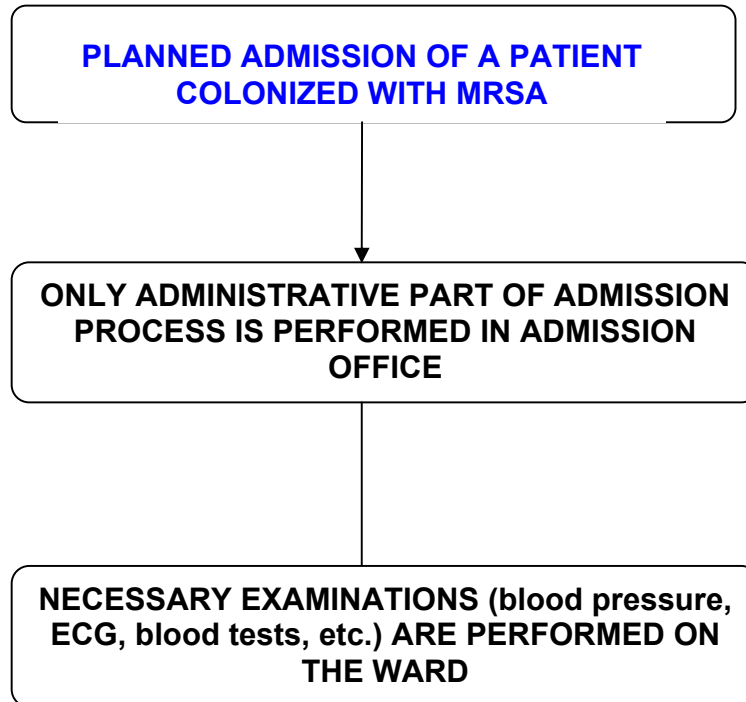 PLANNED ADMISSION OF A PATIENT
COLONIZED WITH MRSA
ONLY ADMINISTRATIVE PART OF ADMISSION
PROCESS IS PERFORMED IN ADMISSION
OFFICE
NECESSARY EXAMINATIONS (blood pressure,
ECG, blood tests, etc.) ARE PERFORMED ON
THE WARD